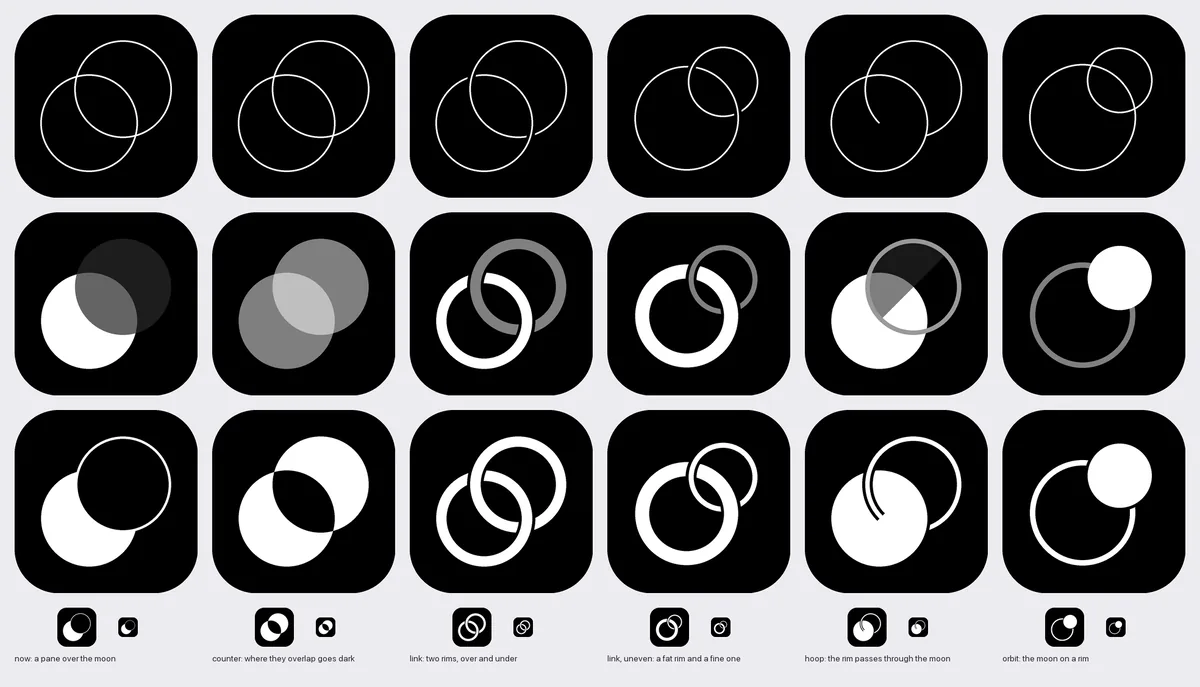 now: a pane over the moon
counter: where they overlap goes dark
link: two rims, over and under
link, uneven: a fat rim and a fine one
hoop: the rim passes through the moon
orbit: the moon on a rim